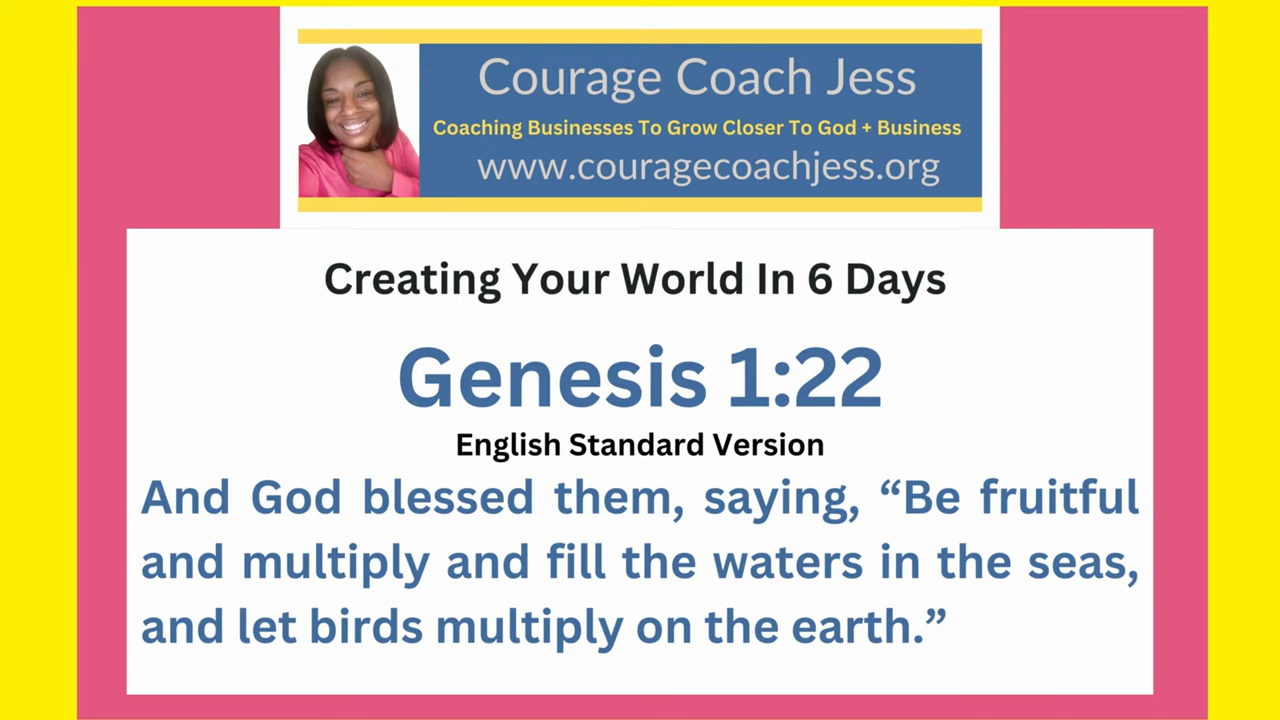 Courage Coach Jess
Coaching Businesses To Grow Closer To God + Business
www.couragecoachjess.org
Creating Your World In 6 Days
Genesis 1:22
English Standard Version
And God blessed them, saying, “Be fruitful
and multiply and fill the waters in the seas,
and let birds multiply on the earth.”